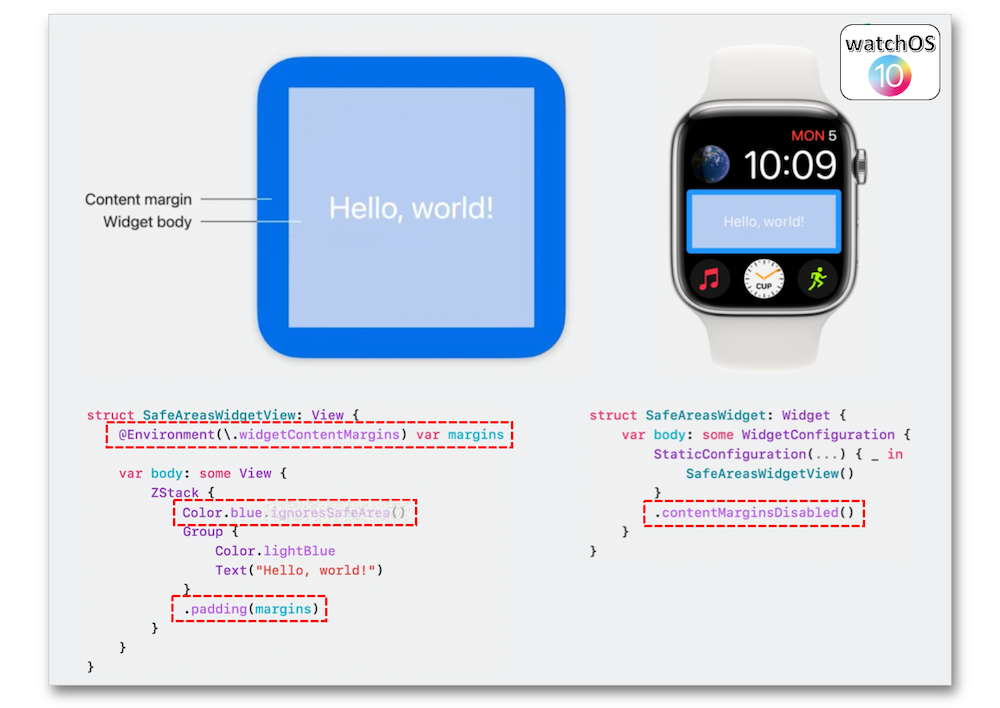 watchOS
10
MON 5
10:09
Content margin
Widget body
Hello, world!
Hello, world!
CUP
struct SafeAreasWidgetView: View {
@Environment(\.widgetContentMargins) var margins
var body: some View {
ZStack {
Color.blue.ignoresSafeArea()
Group {
Color.lightBlue
Text("Hello, world!")
}
.padding(margins)
}
}
}
struct SafeAreasWidget: Widget {
var body: some WidgetConfiguration {
StaticConfiguration(...) { _ in
SafeAreasWidgetView()
}
.contentMarginsDisabled()
}
}